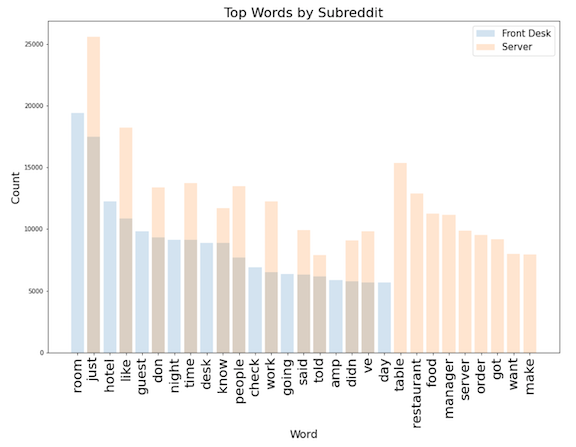 Top Words by Subreddit
Front Desk
Server
25000
20000
15000
10000
5000
0
Count
room
just
hotel
like
guest
don
night
time
desk
know
people
check
work
going
said
told
amp
didn
ve
day
table
restaurant
food
manager
server
order
got
want
make
Word